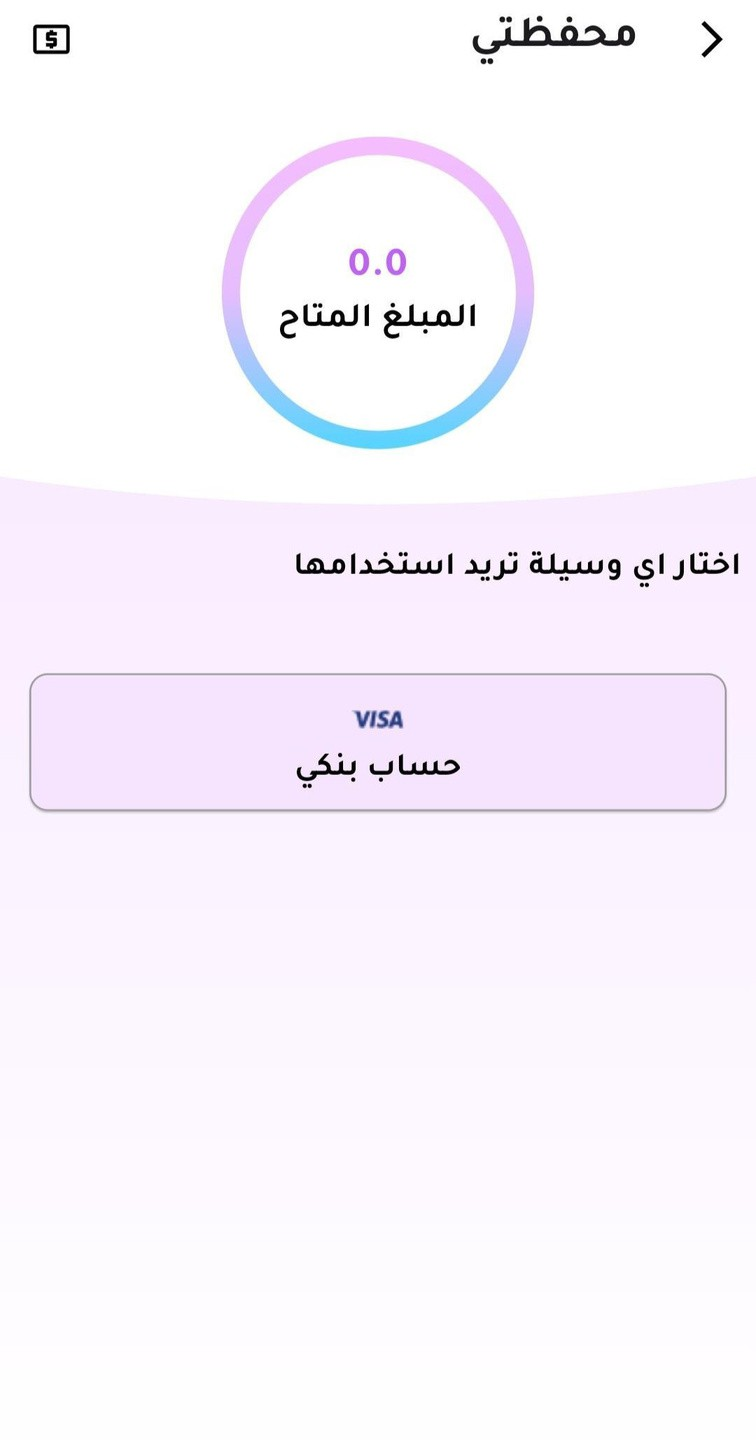 محفظتي
$
0.0
المبلغ المتاح
اختار اي وسيلة تريد استخدامها
VISA
حساب بنكي